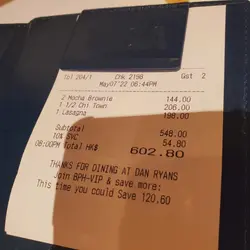 Tbl 204/1 Chk 2198 Gst 2
May07'22 06:44PM
2 Mocha Brownie 144.00
1-1/2 Chi Town 206.00
1 Lasagna 198.00
Subtotal 548.00
10% SVC 54.80
08:00PM Total HK$ 602.80
THANKS FOR DINING AT DAN RYANS
Join BPH-VIP & save more:
This time you could Save 120.60